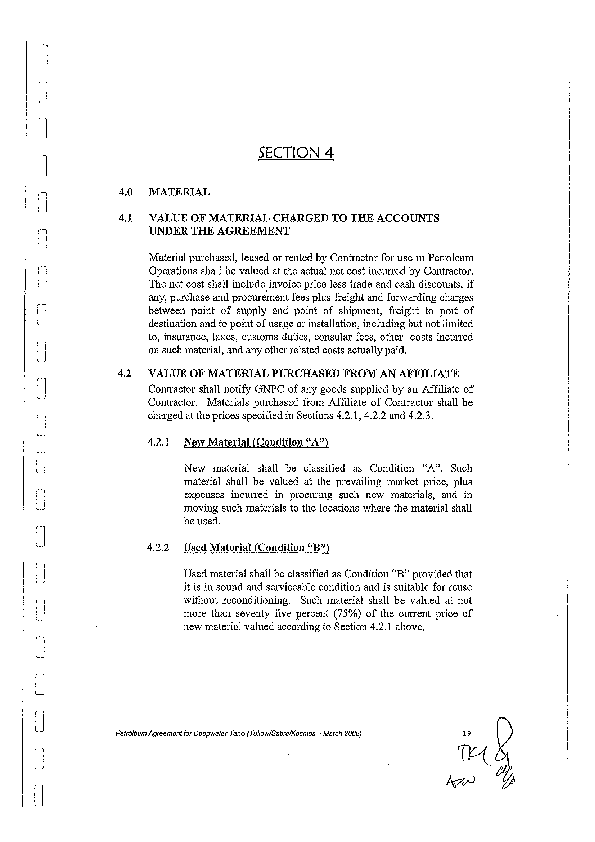 SECTION 4
4.0 MATERIAL
4.1 VALUE OF MATERIAL CHARGED TO THE ACCOUNTS
UNDER THE AGREEMENT
Material purchased, leased or rented by Contractor for use in Petroleum
Operations shall be valued at the actual net cost incurred by Contractor.
The net cost shall include invoice price less trade and cash discounts, if
any, purchase and procurement fees plus freight and forwarding charges
between point of supply and point of shipment, freight to port of
destination and to point of usage or installation, including but not limited
to, insurance, taxes, customs duties, consular fees, other costs incurred
on such material, and any other related costs actually paid.
4.2 VALUE OF MATERIAL PURCHASED FROM AN AFFILIATE
Contractor shall notify GNPC of any goods supplied by an Affiliate of
Contractor. Materials purchased from Affiliate of Contractor shall be
charged at the prices specified in Sections 4.2.1, 4.2.2 and 4.2.3.
4.2.1 New Material (Condition "A")
New material shall be classified as Condition "A". Such
material shall be valued at the prevailing market price, plus
expenses incurred in procuring such new materials, and in
moving such materials to the locations where the material shall
be used.
4.2.2 Used Material (Condition "B")
Used material shall be classified as Condition "B" provided that
it is in sound and serviceable condition and is suitable for reuse
without reconditioning. Such material shall be valued at not
more than seventy five percent (75%) of the current price of
new material valued according to Section 4.2.1 above.
Petroleum Agreement for Deepwater Tano (Tullow/Sabre/Kosmos - March 2006) 19